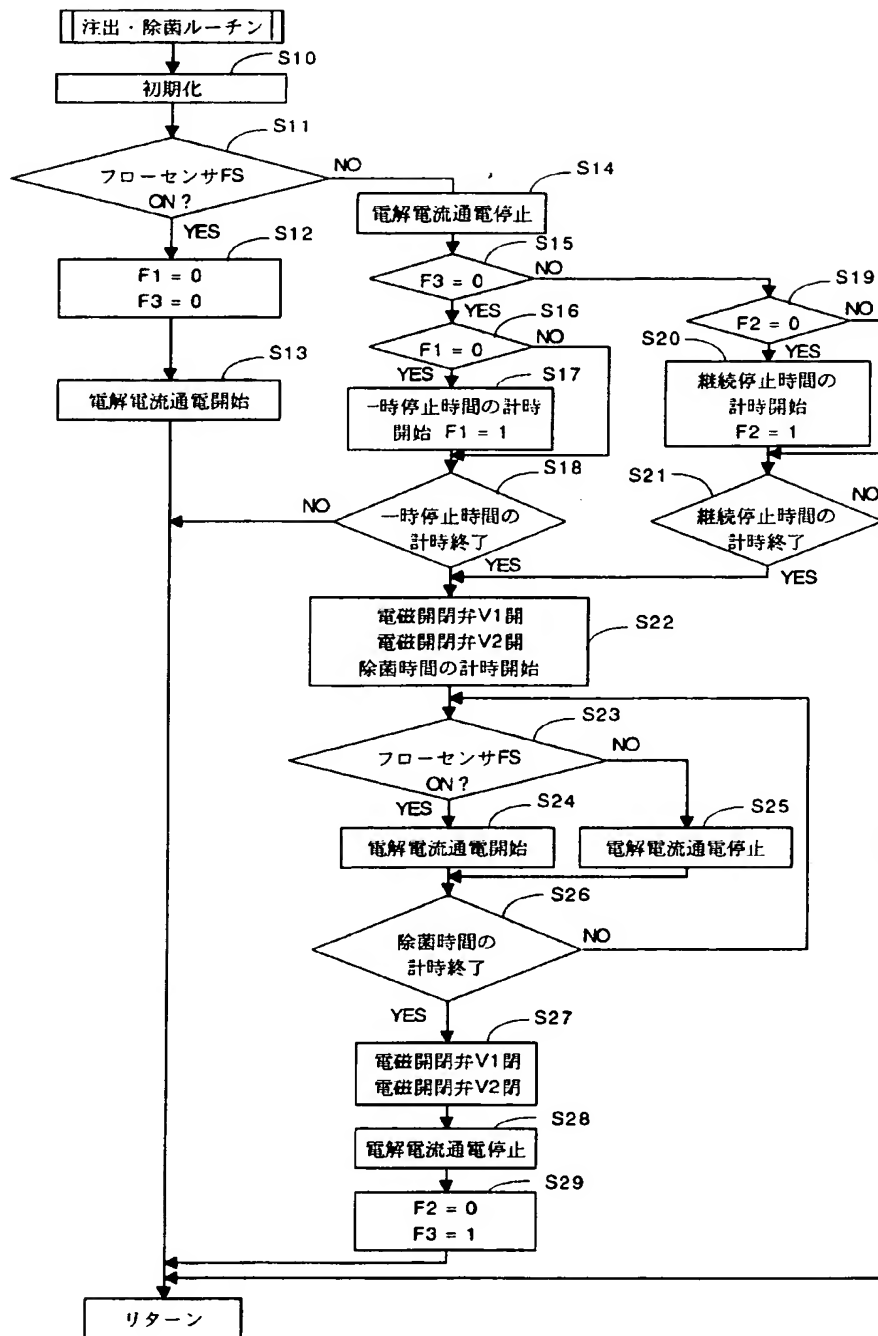 注出・除菌ルーチン
S10
初期化
S11
フローセンサFS
ON?
NO
YES
S12
F1 = 0
F3 = 0
S13
電解電流通電開始
S14
電解電流通電停止
S15
F3 = 0
NO
YES
S16
F1 = 0
NO
YES
S17
一時停止時間の計時
開始 F1 = 1
S18
一時停止時間の
計時終了
NO
YES
S19
F2 = 0
NO
YES
S20
継続停止時間の
計時開始
F2 = 1
S21
継続停止時間の
計時終了
NO
YES
S22
電磁開閉弁V1開
電磁開閉弁V2開
除菌時間の計時開始
S23
フローセンサFS
ON?
NO
YES
S24
電解電流通電開始
S25
電解電流通電停止
S26
除菌時間の
計時終了
NO
YES
S27
電磁開閉弁V1閉
電磁開閉弁V2閉
S28
電解電流通電停止
S29
F2 = 0
F3 = 1
リターン